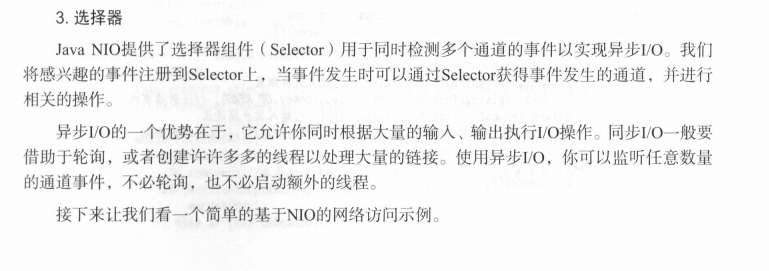 3. 选择器
Java NIO提供了选择器组件（Selector）用于同时检测多个通道的事件以实现异步I/O。我们
将感兴趣的事件注册到Selector上，当事件发生时可以通过Selector获得事件发生的通道，并进行
相关的操作。
异步I/O的一个优势在于，它允许你同时根据大量的输入、输出执行I/O操作。同步I/O一般要
借助于轮询，或者创建许许多多的线程以处理大量的链接。使用异步I/O，你可以监听任意数量
的通道事件，不必轮询，也不必启动额外的线程。
接下来让我们看一个简单的基于NIO的网络访问示例。